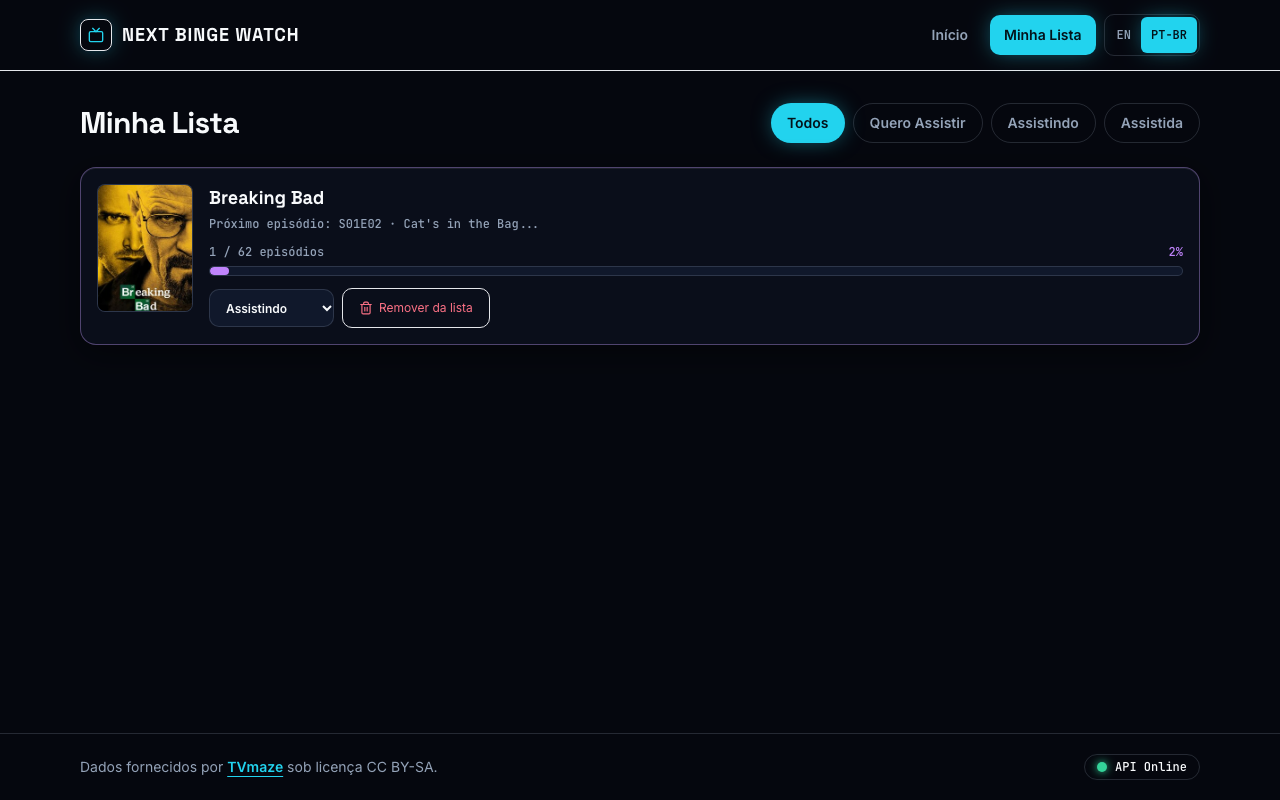 NEXT BINGE WATCH
Início
Minha Lista
EN
PT-BR
Minha Lista
Todos
Quero Assistir
Assistindo
Assistida
Breaking Bad
Breaking Bad
Próximo episódio: S01E02 · Cat's in the Bag...
1 / 62 episódios
2%
Assistindo
Remover da lista
Dados fornecidos por TVmaze sob licença CC BY-SA.
API Online